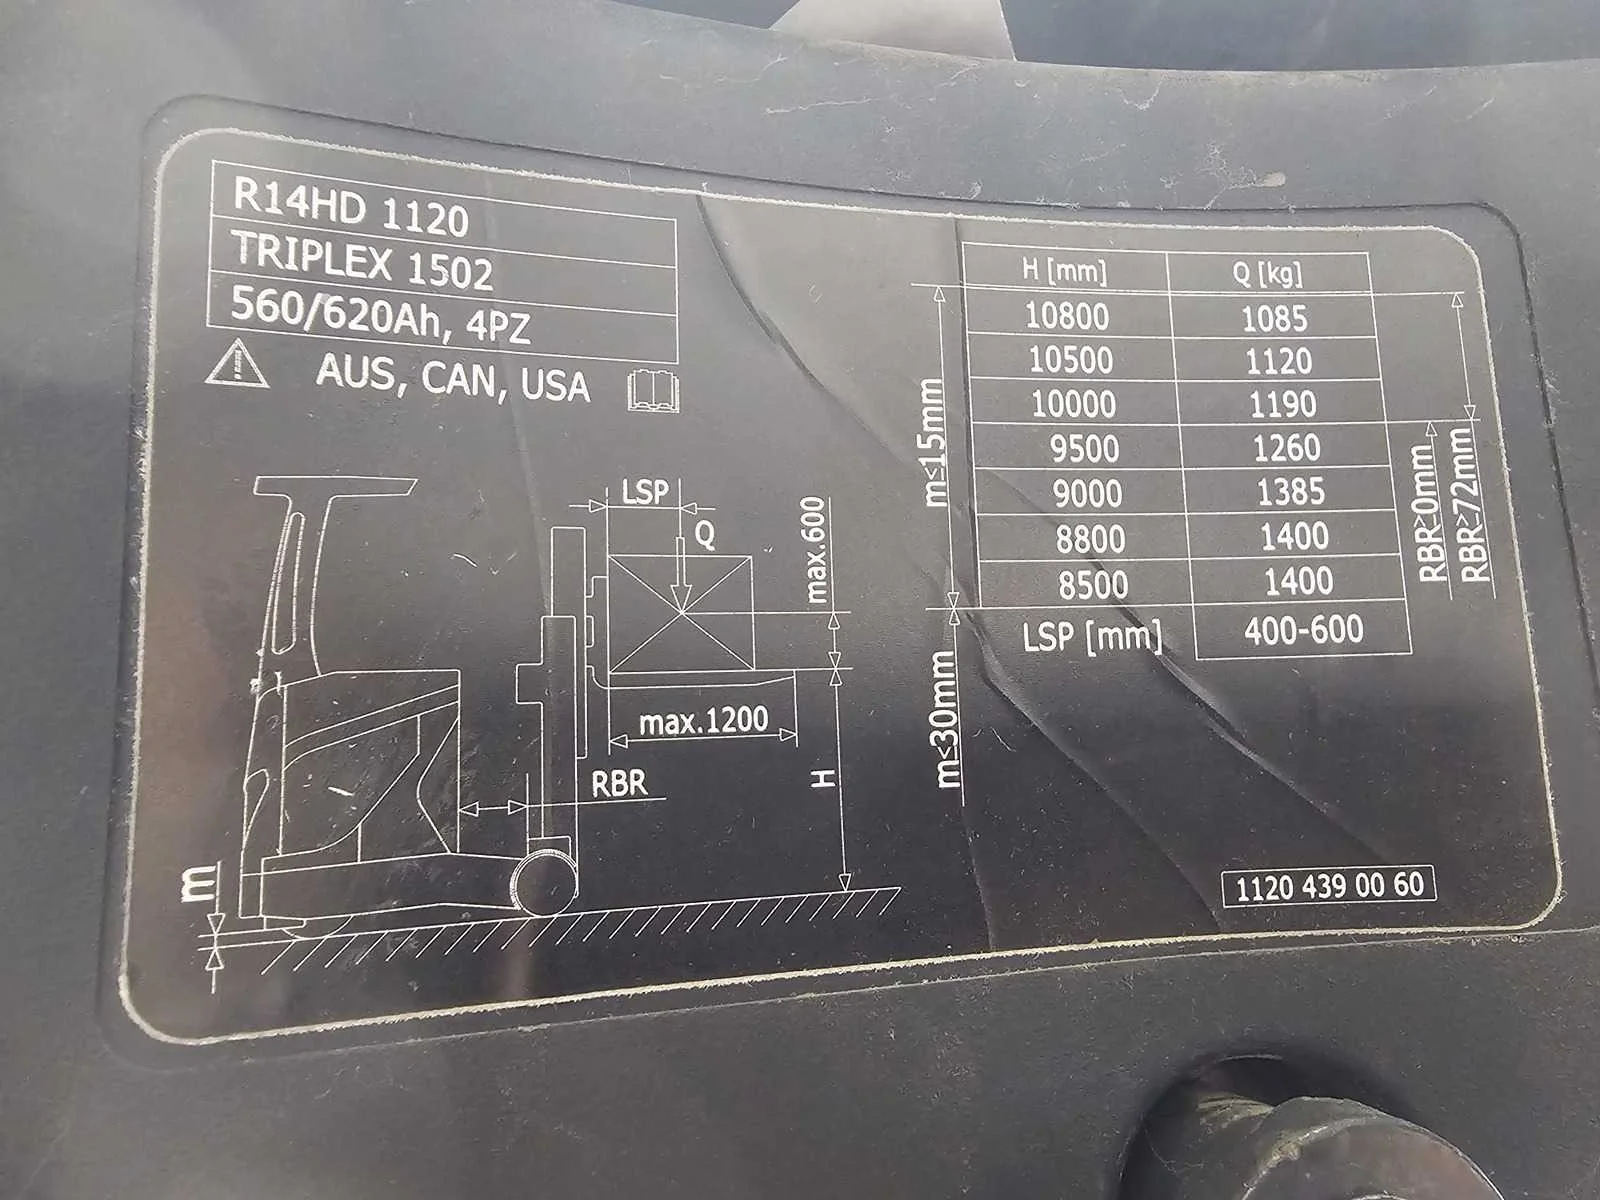 R14HD 1120
TRIPLEX 1502
560/620Ah, 4PZ
AUS, CAN, USA
H [mm] Q [kg]
10800 1085
10500 1120
10000 1190
9500 1260
9000 1385
8800 1400
8500 1400
LSP [mm] 400-600
m≤15mm
m≤30mm
RBR≥0mm
RBR≥72mm
LSP
Q
max.600
max.1200
RBR
H
m
1120 439 00 60